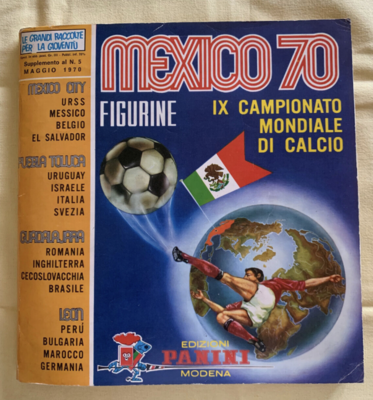 LE GRANDI RACCOLTE
PER LA GIOVENTÙ
Supplemento al N. 5
MAGGIO 1970
MEXICO 70
FIGURINE
IX CAMPIONATO
MONDIALE
DI CALCIO
MEXICO CITY
URSS
MESSICO
BELGIO
EL SALVADOR
PUEBLA TOLUCA
URUGUAY
ISRAELE
ITALIA
SVEZIA
GUADALAJARA
ROMANIA
INGHILTERRA
CECOSLOVACCHIA
BRASILE
LEON
PERÚ
BULGARIA
MAROCCO
GERMANIA
EDIZIONI
PANINI
MODENA